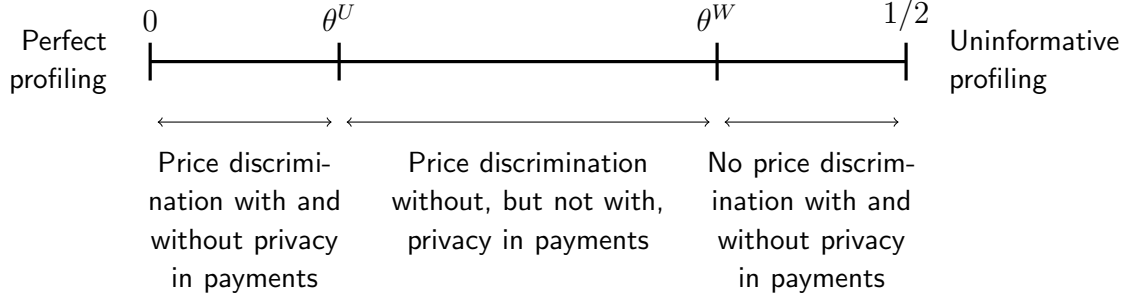 0
θ^U
θ^W
1/2
Perfect
profiling
Uninformative
profiling
Price discrimi-
nation with and
without privacy
in payments
Price discrimination
without, but not with,
privacy in payments
No price discrim-
ination with and
without privacy
in payments